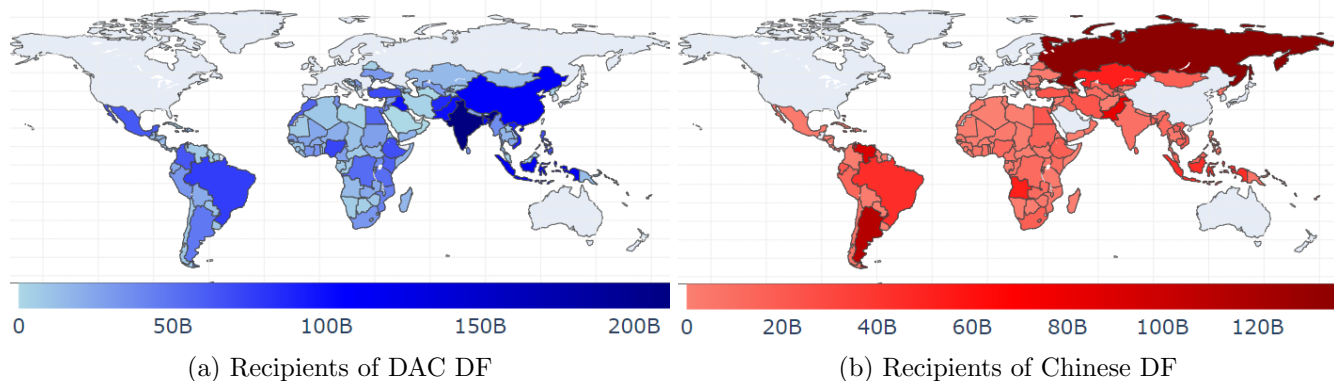 0 50B 100B 150B 200B
0 20B 40B 60B 80B 100B 120B
(a) Recipients of DAC DF
(b) Recipients of Chinese DF